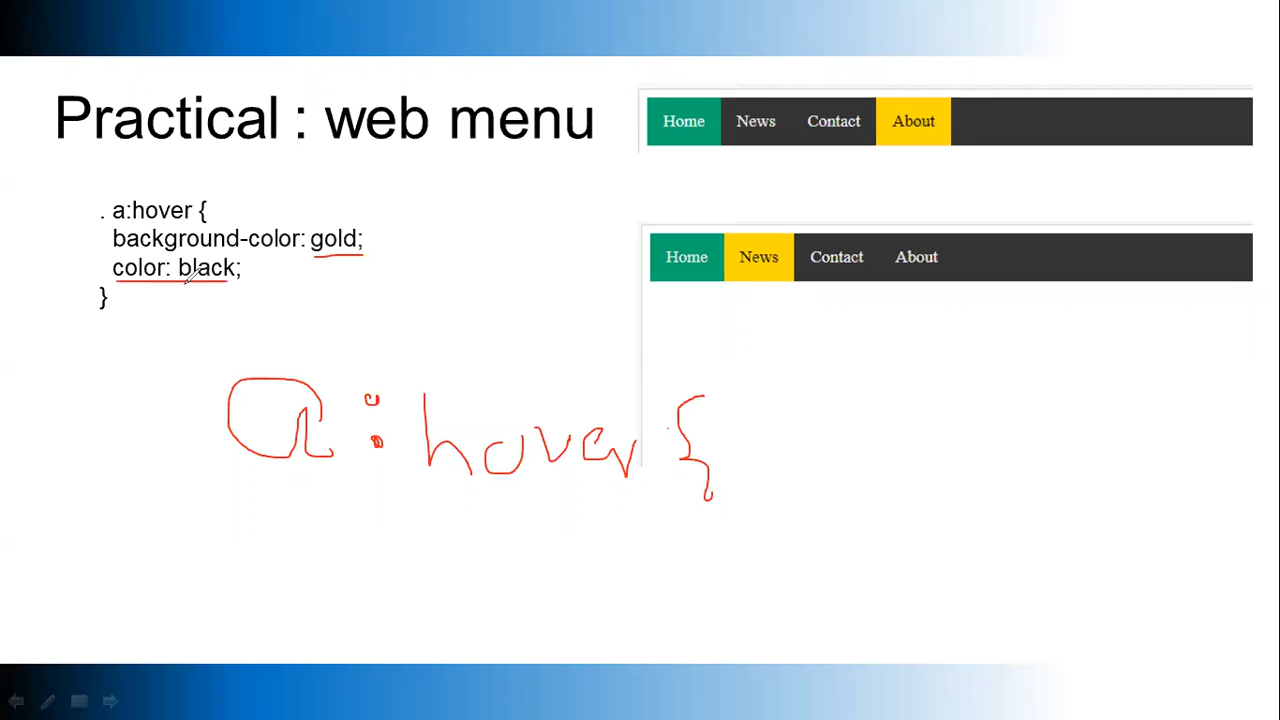 Practical : web menu
Home News Contact About
. a:hover {
background-color: gold;
color: black;
}
Home News Contact About
a : hover {